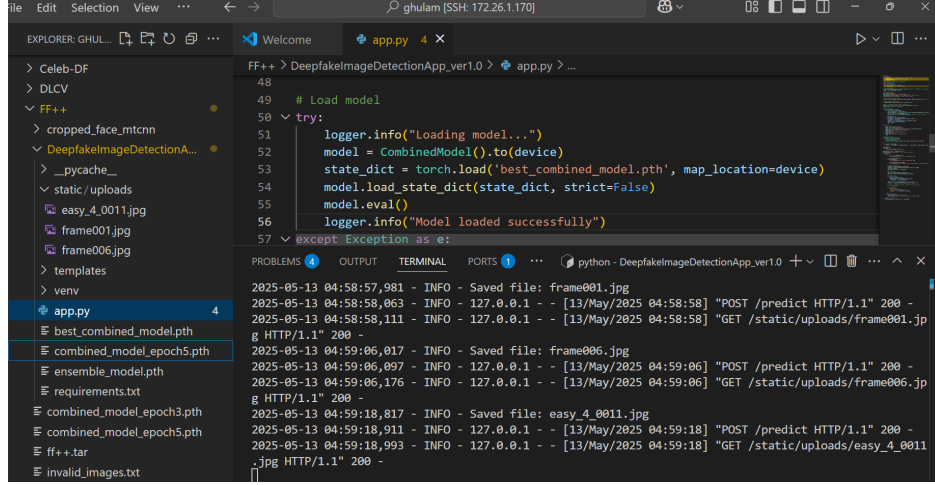 File Edit Selection View ··· ghulam [SSH: 172.26.1.170]
EXPLORER: GHUL... ···
Celeb-DF
DLCV
FF++
cropped_face_mtcnn
DeepfakeImageDetectionA...
__pycache__
static / uploads
easy_4_0011.jpg
frame001.jpg
frame006.jpg
templates
venv
app.py 4
best_combined_model.pth
combined_model_epoch5.pth
ensemble_model.pth
requirements.txt
combined_model_epoch3.pth
combined_model_epoch5.pth
ff++.tar
invalid_images.txt
Welcome app.py 4
FF++ > DeepfakeImageDetectionApp_ver1.0 > app.py > ...
48
49 # Load model
50 try:
51 logger.info("Loading model...")
52 model = CombinedModel().to(device)
53 state_dict = torch.load('best_combined_model.pth', map_location=device)
54 model.load_state_dict(state_dict, strict=False)
55 model.eval()
56 logger.info("Model loaded successfully")
57 except Exception as e:
PROBLEMS 4 OUTPUT TERMINAL PORTS 1 ··· python - DeepfakeImageDetectionApp_ver1.0
2025-05-13 04:58:57,981 - INFO - Saved file: frame001.jpg
2025-05-13 04:58:58,063 - INFO - 127.0.0.1 - - [13/May/2025 04:58:58] "POST /predict HTTP/1.1" 200 -
2025-05-13 04:58:58,111 - INFO - 127.0.0.1 - - [13/May/2025 04:58:58] "GET /static/uploads/frame001.jp
g HTTP/1.1" 200 -
2025-05-13 04:59:06,017 - INFO - Saved file: frame006.jpg
2025-05-13 04:59:06,097 - INFO - 127.0.0.1 - - [13/May/2025 04:59:06] "POST /predict HTTP/1.1" 200 -
2025-05-13 04:59:06,176 - INFO - 127.0.0.1 - - [13/May/2025 04:59:06] "GET /static/uploads/frame006.jp
g HTTP/1.1" 200 -
2025-05-13 04:59:18,817 - INFO - Saved file: easy_4_0011.jpg
2025-05-13 04:59:18,911 - INFO - 127.0.0.1 - - [13/May/2025 04:59:18] "POST /predict HTTP/1.1" 200 -
2025-05-13 04:59:18,993 - INFO - 127.0.0.1 - - [13/May/2025 04:59:18] "GET /static/uploads/easy_4_0011
.jpg HTTP/1.1" 200 -